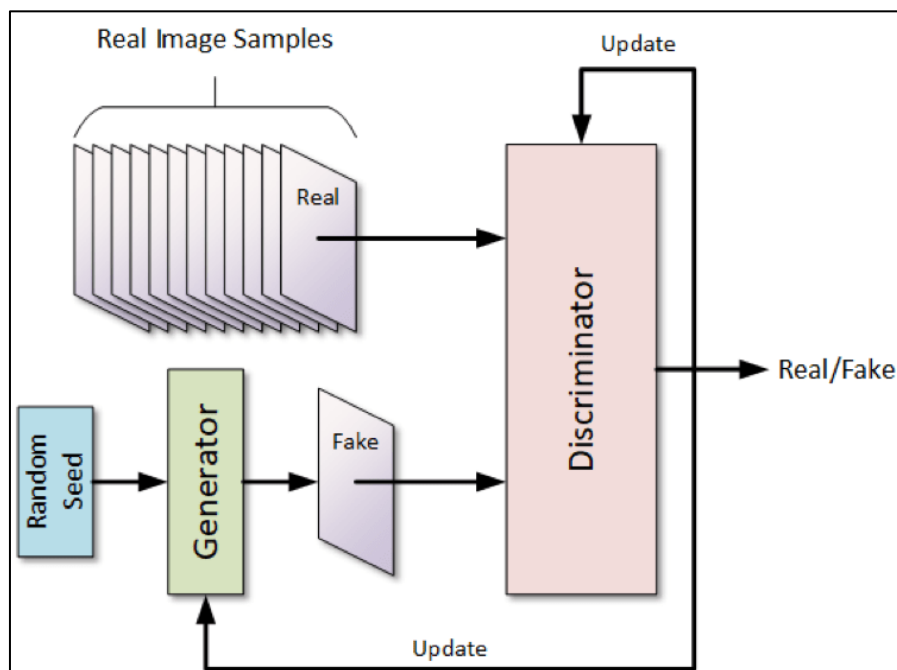 Real Image Samples
Update
Real
Discriminator
Real/Fake
Random
Seed
Generator
Fake
Update